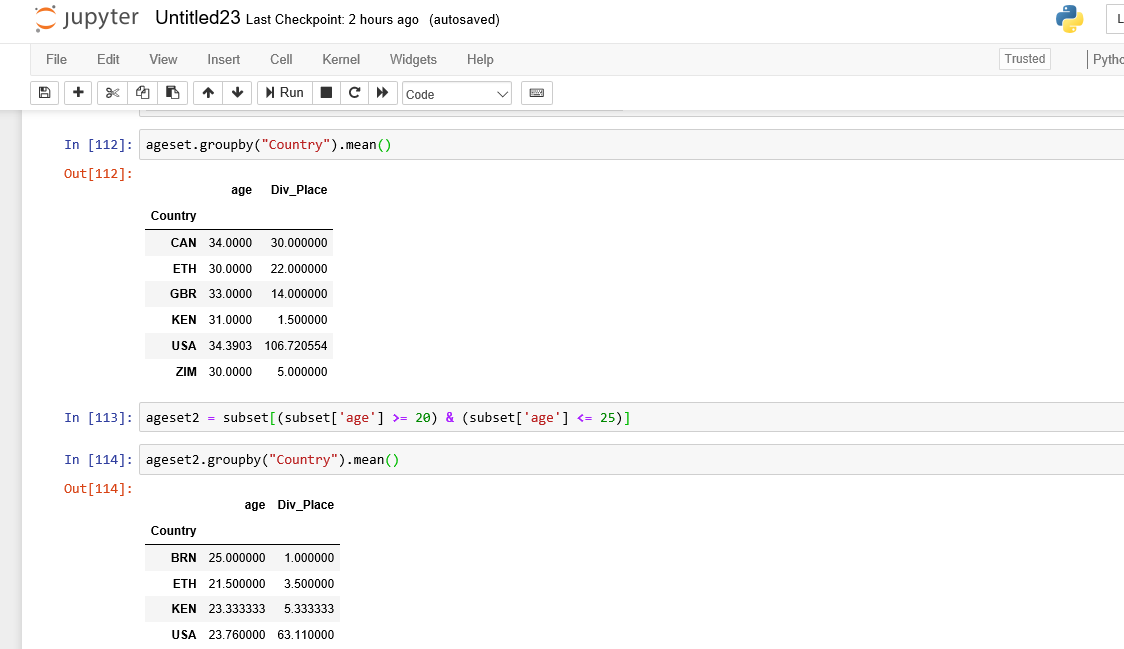 jupyter Untitled23 Last Checkpoint: 2 hours ago (autosaved)
L
File Edit View Insert Cell Kernel Widgets Help Trusted Pytho
Run Code
In [112]: ageset.groupby("Country").mean()
Out[112]:
age Div_Place
Country
CAN 34.0000 30.000000
ETH 30.0000 22.000000
GBR 33.0000 14.000000
KEN 31.0000 1.500000
USA 34.3903 106.720554
ZIM 30.0000 5.000000
In [113]: ageset2 = subset[(subset['age'] >= 20) & (subset['age'] <= 25)]
In [114]: ageset2.groupby("Country").mean()
Out[114]:
age Div_Place
Country
BRN 25.000000 1.000000
ETH 21.500000 3.500000
KEN 23.333333 5.333333
USA 23.760000 63.110000